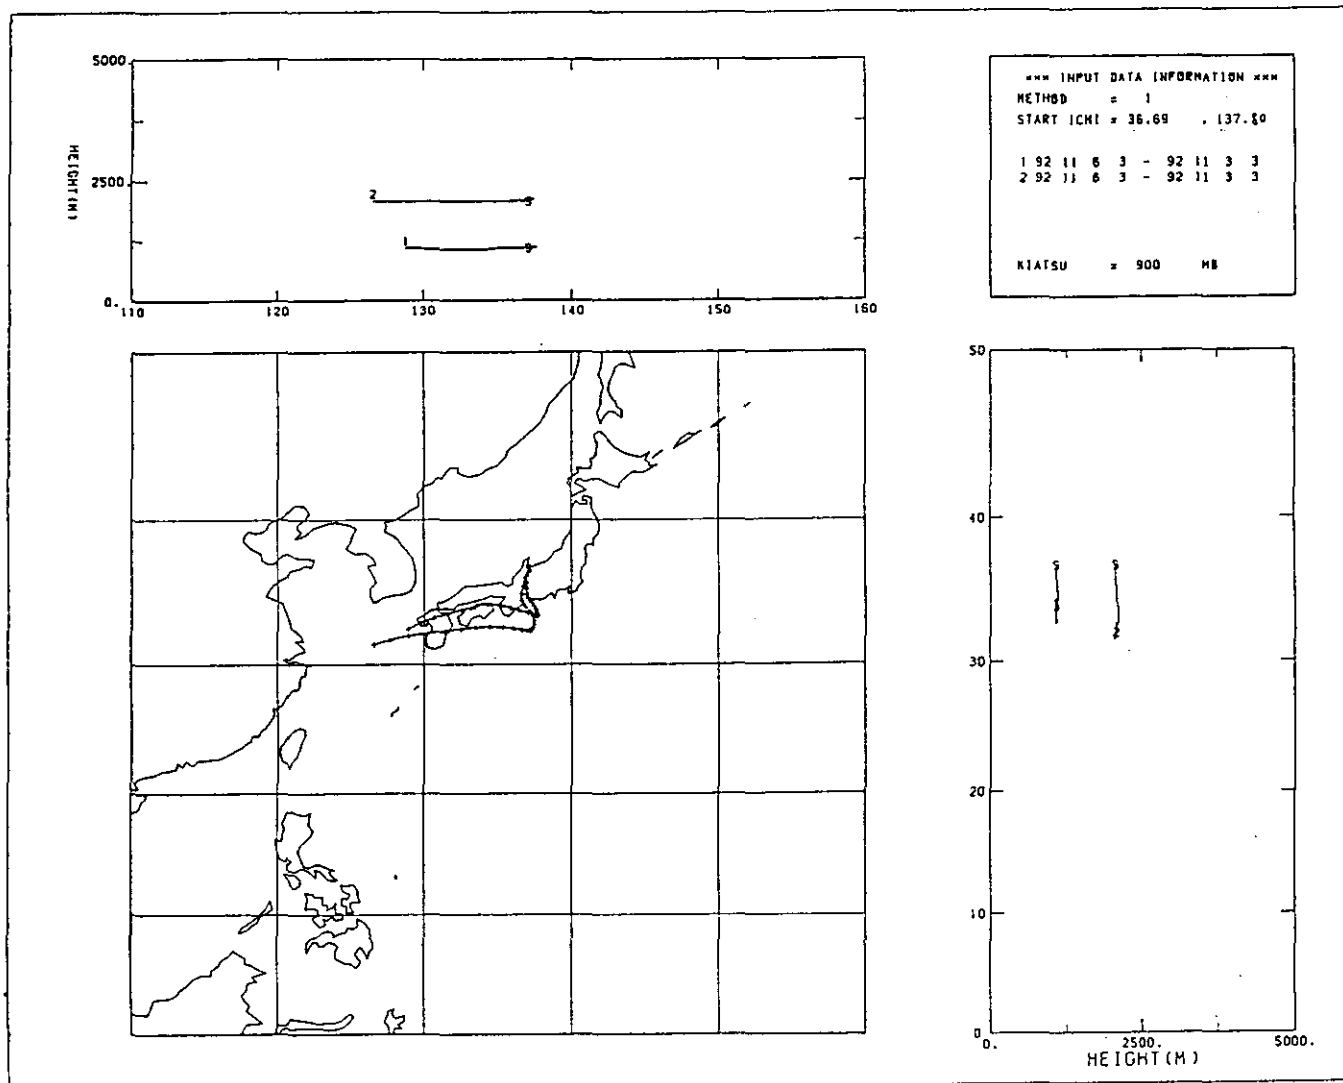 5000
2500
0.
HEIGHT(M)
2
S
1
S
110 120 130 140 150 160
*** INPUT DATA INFORMATION ***
METHOD = 1
START ICHI = 36.69 , 137.80
1 92 11 6 3 - 92 11 3 3
2 92 11 6 3 - 92 11 3 3
KIATSU = 900 MB
50
40
30
20
10
0
S S
2
0. 2500. 5000.
HEIGHT(M)